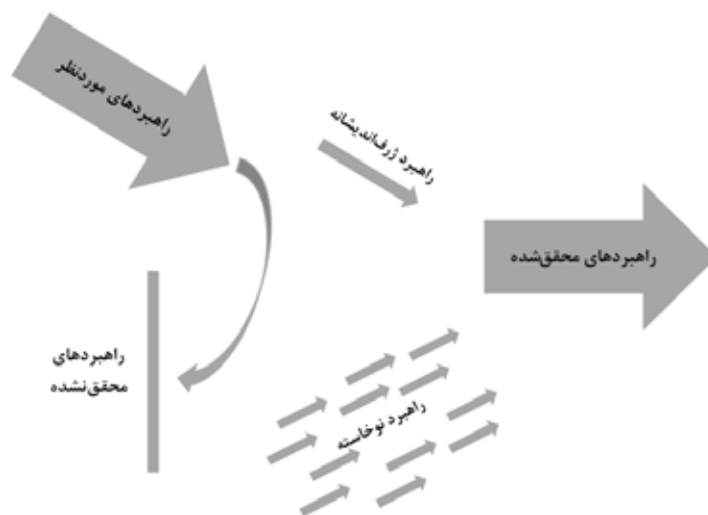 راهبردهای موردنظر
راهبرد ژرف‌اندیشانه
راهبردهای محقق‌شده
راهبردهای
محقق‌نشده
راهبرد نوخاسته